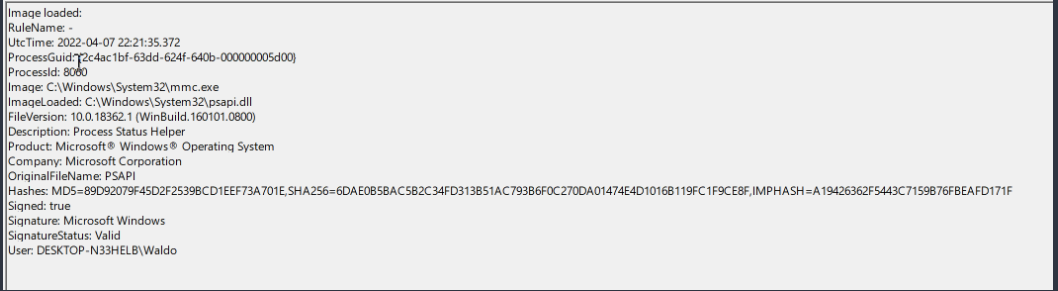 Image loaded:
RuleName: -
UtcTime: 2022-04-07 22:21:35.372
ProcessGuid: {2c4ac1bf-63dd-624f-640b-000000005d00}
ProcessId: 8060
Image: C:\Windows\System32\mmc.exe
ImageLoaded: C:\Windows\System32\psapi.dll
FileVersion: 10.0.18362.1 (WinBuild.160101.0800)
Description: Process Status Helper
Product: Microsoft® Windows® Operating System
Company: Microsoft Corporation
OriginalFileName: PSAPI
Hashes: MD5=89D92079F45D2F2539BCD1EEF73A701E,SHA256=6DAE0B5BAC5B2C34FD313B51AC793B6F0C270DA01474E4D1016B119FC1F9CE8F,IMPHASH=A19426362F5443C7159B76FBEAFD171F
Signed: true
Signature: Microsoft Windows
SignatureStatus: Valid
User: DESKTOP-N33HELB\Waldo